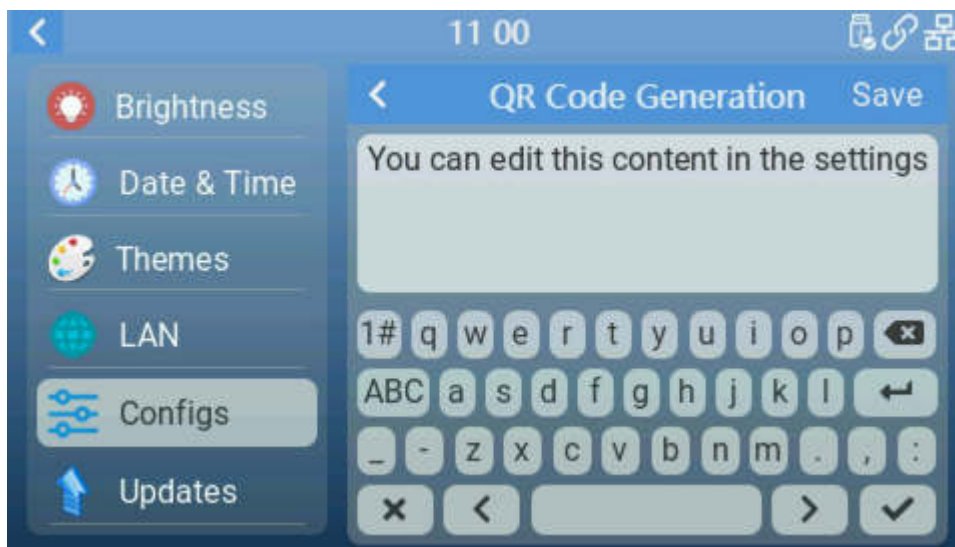 11 00
Brightness
Date & Time
Themes
LAN
Configs
Updates
QR Code Generation Save
You can edit this content in the settings
1# q w e r t y u i o p
ABC a s d f g h j k l
_ - z x c v b n m . , :